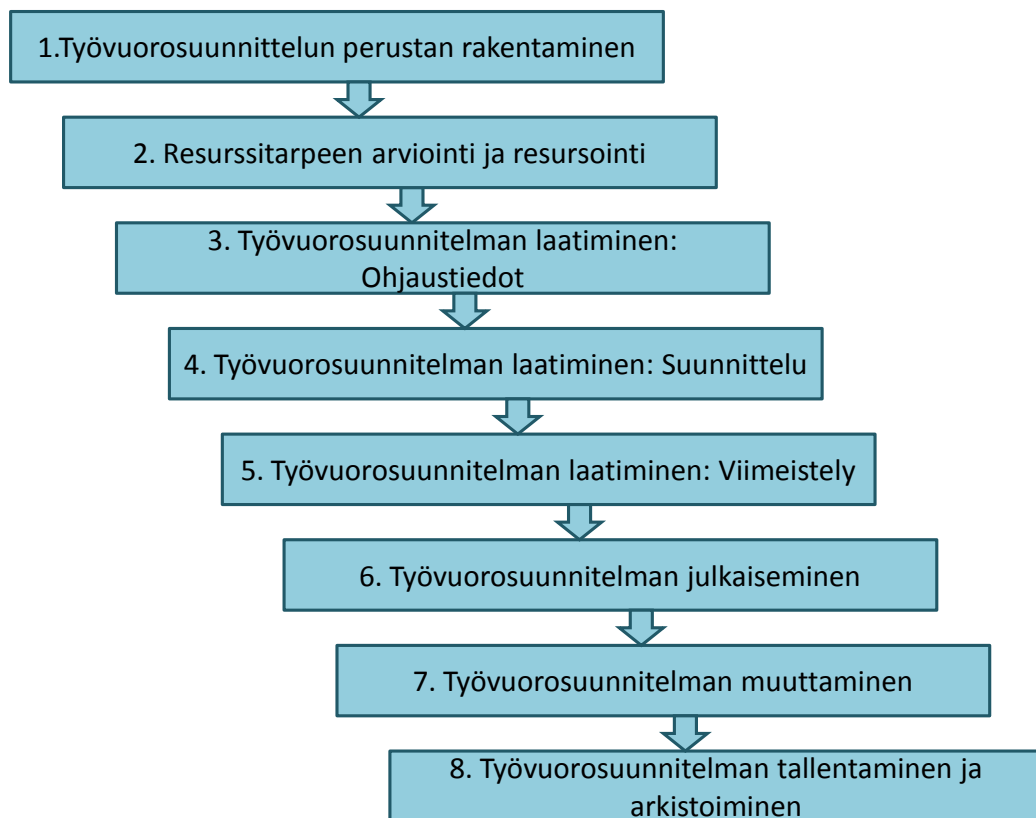 1.Työvuorosuunnittelun perustan rakentaminen
2. Resurssitarpeen arviointi ja resursointi
3. Työvuorosuunnitelman laatiminen:
Ohjaustiedot
4. Työvuorosuunnitelman laatiminen: Suunnittelu
5. Työvuorosuunnitelman laatiminen: Viimeistely
6. Työvuorosuunnitelman julkaiseminen
7. Työvuorosuunnitelman muuttaminen
8. Työvuorosuunnitelman tallentaminen ja
arkistoiminen